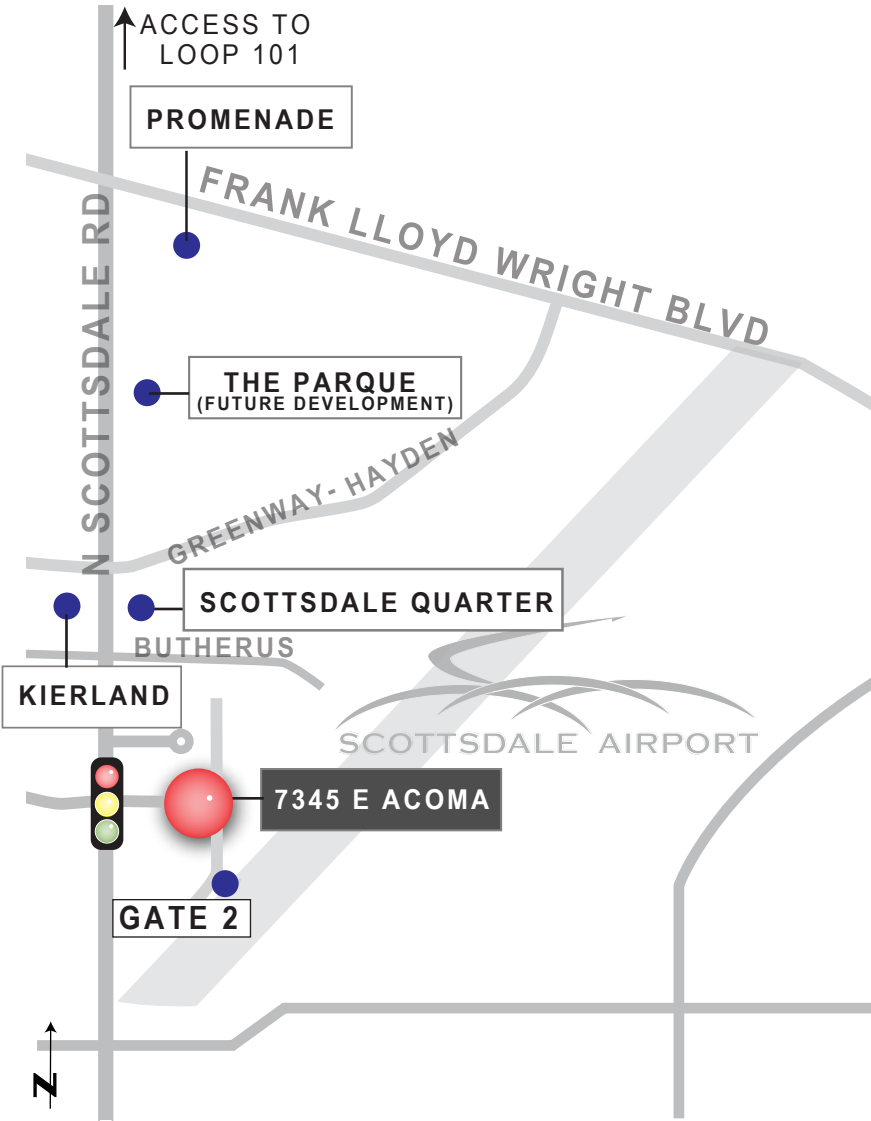 ACCESS TO
LOOP 101
PROMENADE
FRANK LLOYD WRIGHT BLVD
N SCOTTSDALE RD
THE PARQUE
(FUTURE DEVELOPMENT)
GREENWAY- HAYDEN
SCOTTSDALE QUARTER
BUTHERUS
KIERLAND
SCOTTSDALE AIRPORT
7345 E ACOMA
GATE 2
N